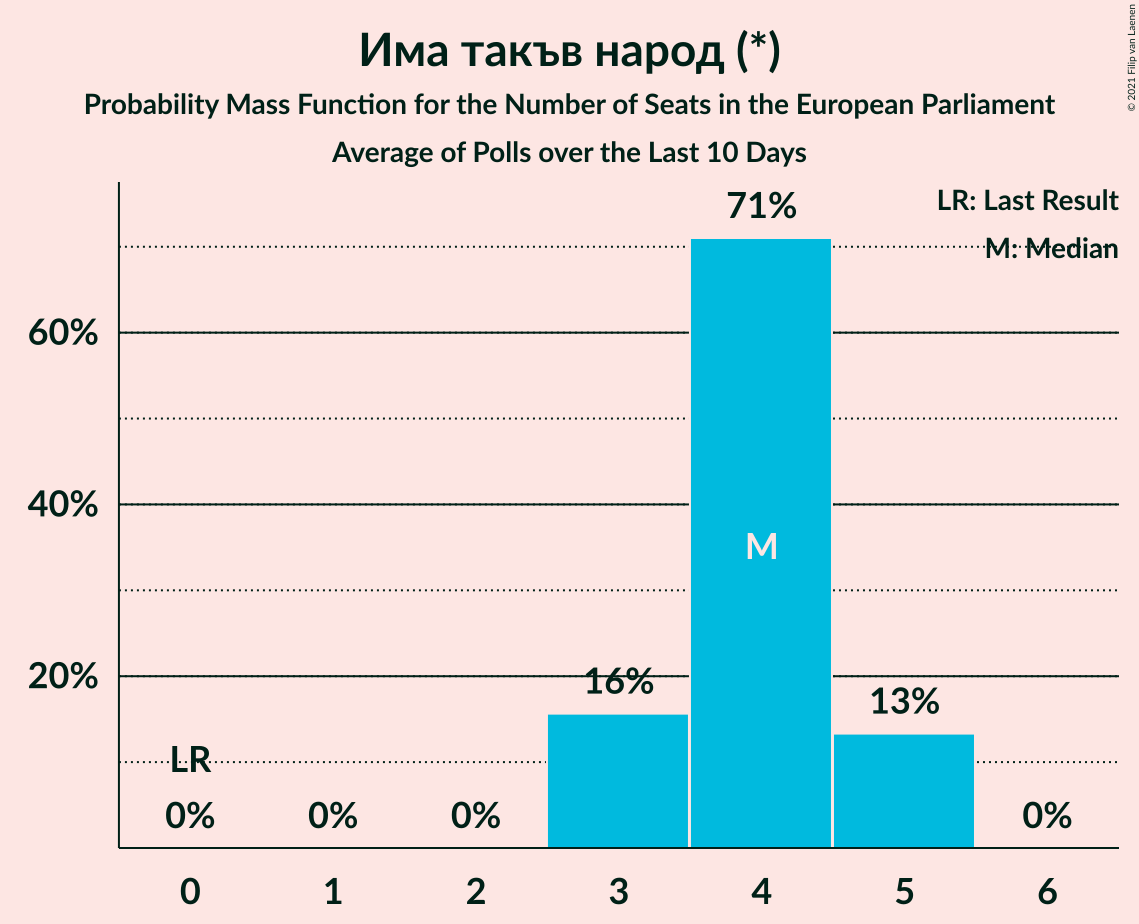 Има такъв народ (*)
Probability Mass Function for the Number of Seats in the European Parliament
Average of Polls over the Last 10 Days
© 2021 Filip van Laenen
LR: Last Result
M: Median
71%
60%
40%
M
20%
16%
13%
LR
0% 0% 0% 0%
0 1 2 3 4 5 6